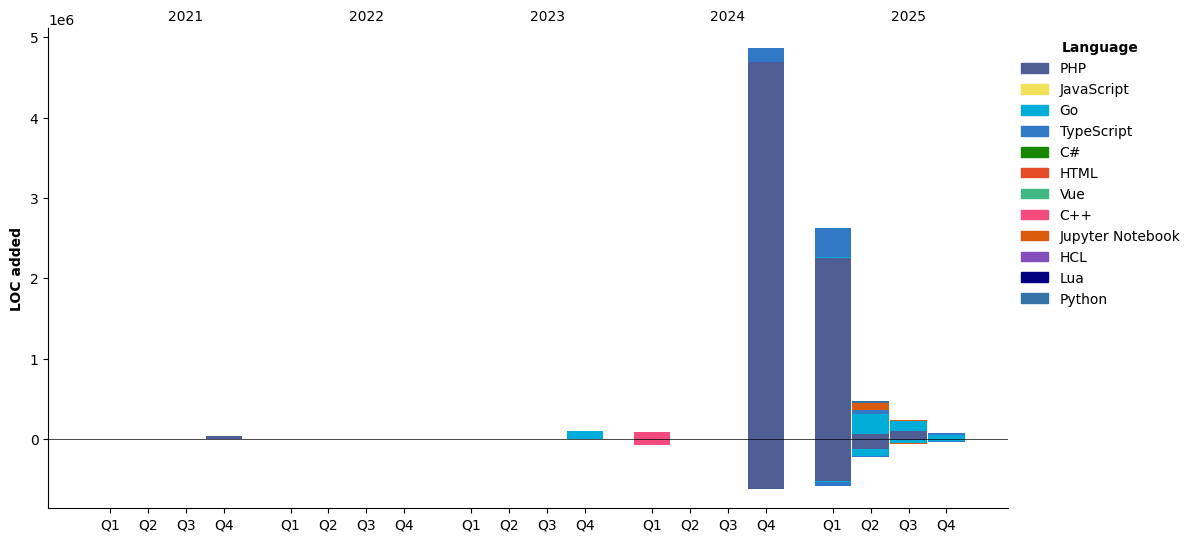 2021 2022 2023 2024 2025
1e6
5
4
3
2
1
0
LOC added
Q1 Q2 Q3 Q4 Q1 Q2 Q3 Q4 Q1 Q2 Q3 Q4 Q1 Q2 Q3 Q4 Q1 Q2 Q3 Q4
Language
PHP
JavaScript
Go
TypeScript
C#
HTML
Vue
C++
Jupyter Notebook
HCL
Lua
Python